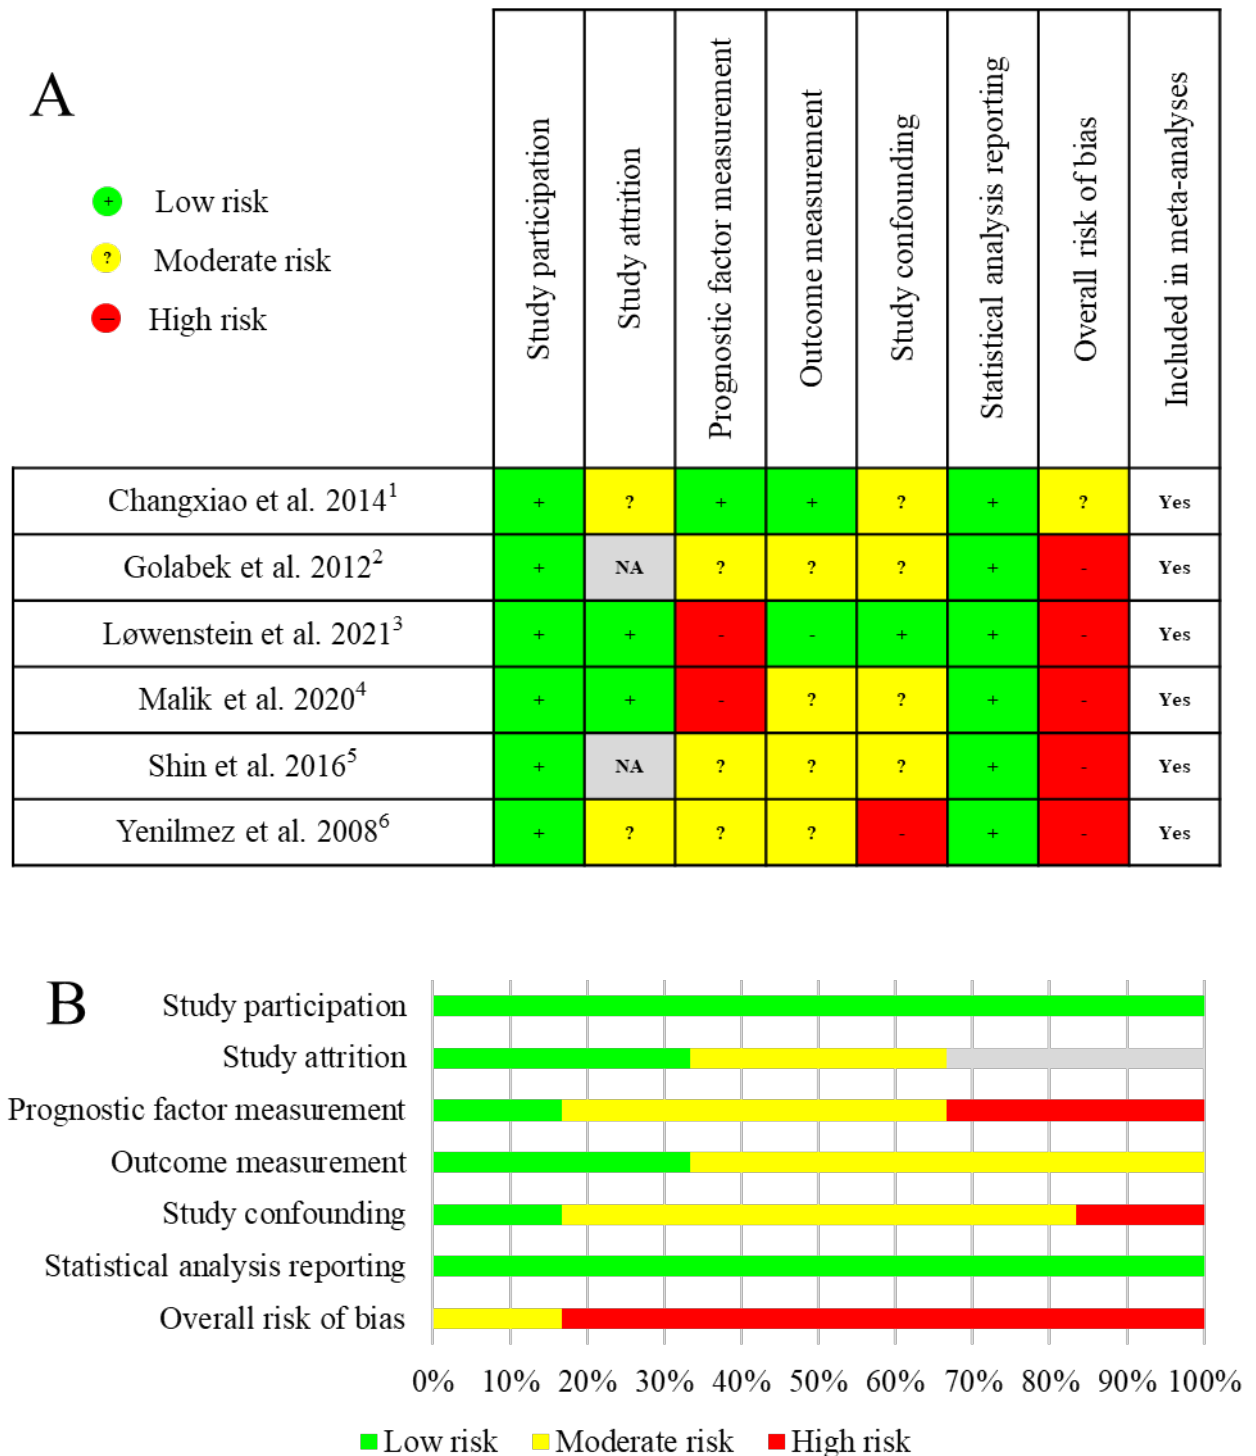 A
+ Low risk
? Moderate risk
– High risk
Study participation
Study attrition
Prognostic factor measurement
Outcome measurement
Study confounding
Statistical analysis reporting
Overall risk of bias
Included in meta-analyses
Changxiao et al. 2014¹ + ? + + ? + ? Yes
Golabek et al. 2012² + NA ? ? ? + - Yes
Løwenstein et al. 2021³ + + - - + + - Yes
Malik et al. 2020⁴ + + - ? ? + - Yes
Shin et al. 2016⁵ + NA ? ? ? + - Yes
Yenilmez et al. 2008⁶ + ? ? ? - + - Yes
B
Study participation
Study attrition
Prognostic factor measurement
Outcome measurement
Study confounding
Statistical analysis reporting
Overall risk of bias
0% 10% 20% 30% 40% 50% 60% 70% 80% 90% 100%
Low risk Moderate risk High risk